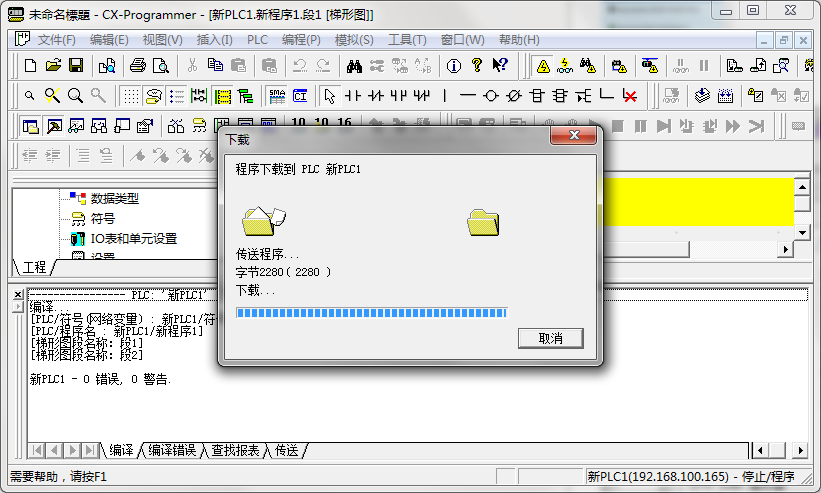 未命名標題 - CX-Programmer - [新PLC1.新程序1.段1 [梯形图]]
文件(F) 编辑(E) 视图(V) 插入(I) PLC 编程(P) 模拟(S) 工具(T) 窗口(W) 帮助(H)
SMA CI
10 10 16
下载
程序下载到 PLC 新PLC1
传送程序...
字节2280( 2280 )
下载...
取消
数据类型
符号
IO表和单元设置
设置
工程
---------------- PLC: '新PLC1'
编译...
[PLC/符号(网络变量) : 新PLC1/符
[PLC/程序名 : 新PLC1/新程序1]
[梯形图段名称: 段1]
[梯形图段名称: 段2]
新PLC1 - 0 错误, 0 警告.
编译 编译错误 查找报表 传送
需要帮助，请按F1
新PLC1(192.168.100.165) - 停止/程序